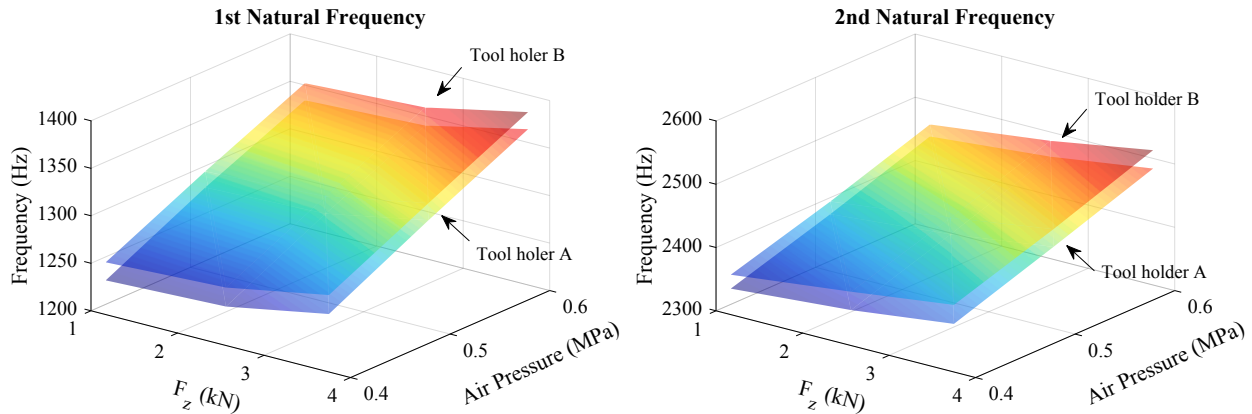 1st Natural Frequency
Tool holer B
1400
1350
1300
1250
1200
Frequency (Hz)
Tool holer A
1
2
3
4
F_z (kN)
0.4
0.5
0.6
Air Pressure (MPa)
2nd Natural Frequency
Tool holder B
2600
2500
2400
2300
Frequency (Hz)
Tool holder A
1
2
3
4
F_z (kN)
0.4
0.5
0.6
Air Pressure (MPa)